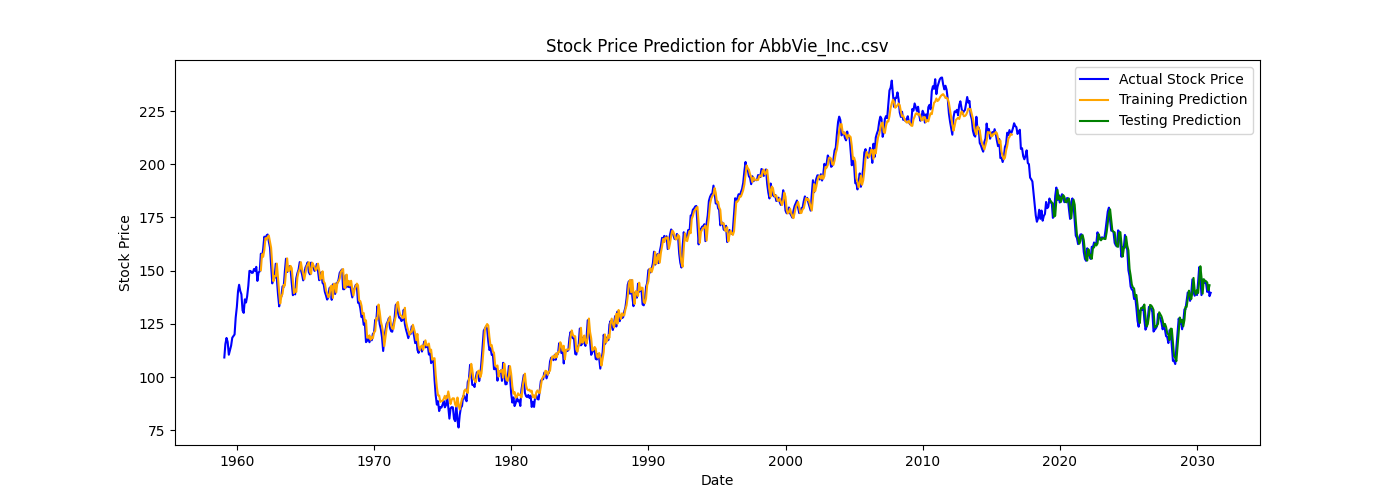 Stock Price Prediction for AbbVie_Inc..csv
Actual Stock Price
Training Prediction
Testing Prediction
Stock Price
225
200
175
150
125
100
75
1960 1970 1980 1990 2000 2010 2020 2030
Date